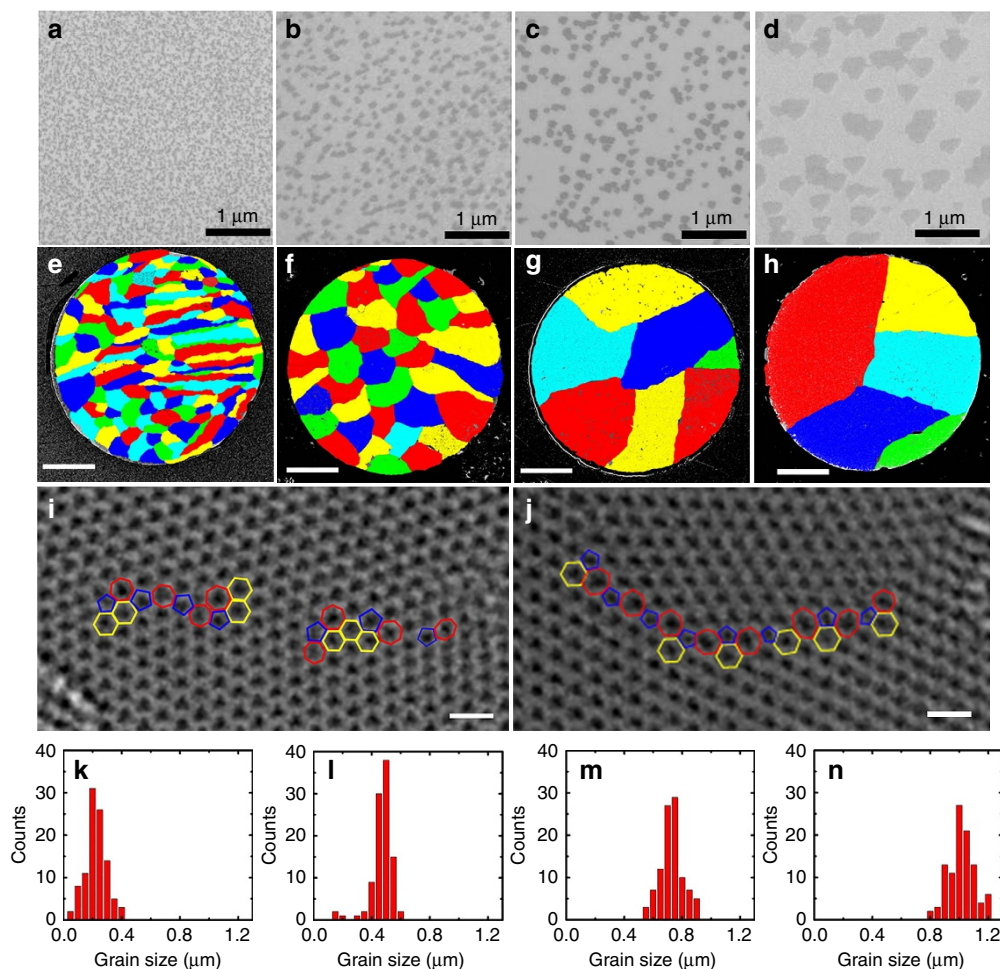 a b c d
1 μm 1 μm 1 μm 1 μm
e f g h
i j
40 k 40 l 40 m 40 n
30 30 30 30
20 20 20 20
10 10 10 10
0 0 0 0
Counts Counts Counts Counts
0.0 0.4 0.8 1.2 0.0 0.4 0.8 1.2 0.0 0.4 0.8 1.2 0.0 0.4 0.8 1.2
Grain size (μm) Grain size (μm) Grain size (μm) Grain size (μm)